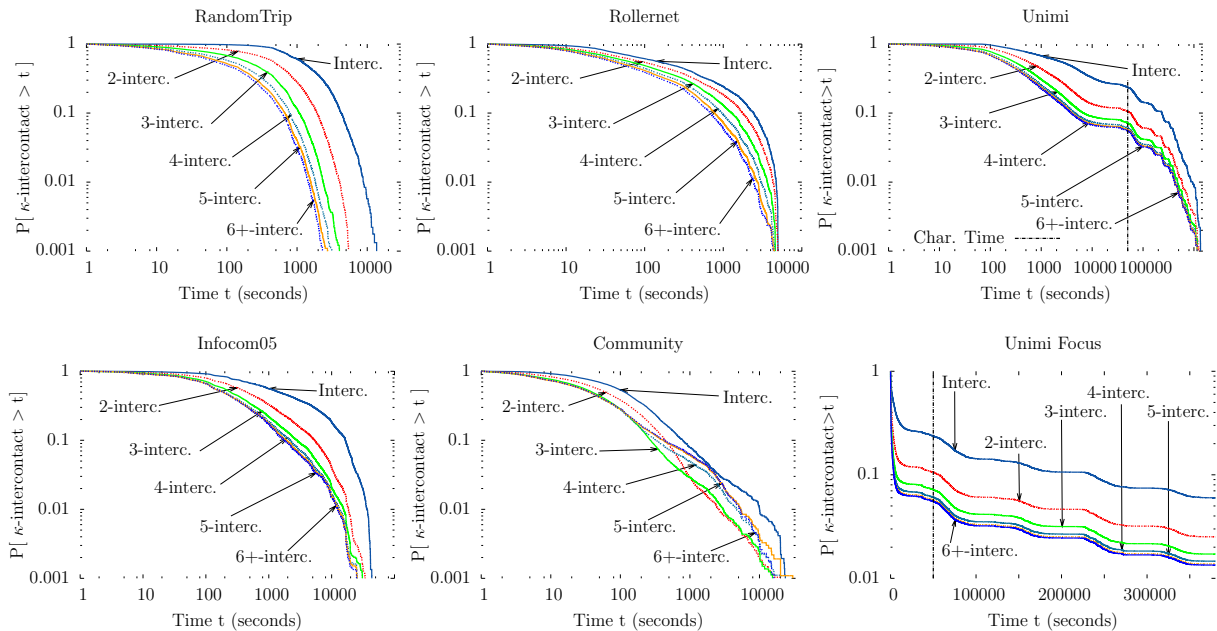 RandomTrip
P[ κ-intercontact > t ]
1
0.1
0.01
0.001
1
10
100
1000
10000
Time t (seconds)
2-interc.
Interc.
3-interc.
4-interc.
5-interc.
6+-interc.
Rollernet
P[ κ-intercontact > t ]
1
0.1
0.01
0.001
1
10
100
1000
10000
Time t (seconds)
2-interc.
Interc.
3-interc.
4-interc.
5-interc.
6+-interc.
Unimi
P[ κ-intercontact>t ]
1
0.1
0.01
0.001
1
10
100
1000
10000
100000
Time t (seconds)
2-interc.
Interc.
3-interc.
4-interc.
5-interc.
6+-interc.
Char. Time
Infocom05
P[ κ-intercontact > t]
1
0.1
0.01
0.001
1
10
100
1000
10000
Time t (seconds)
Interc.
2-interc.
3-interc.
4-interc.
5-interc.
6+-interc.
Community
P[ κ-intercontact > t ]
1
0.1
0.01
0.001
1
10
100
1000
10000
Time t (seconds)
Interc.
2-interc.
3-interc.
4-interc.
5-interc.
6+-interc.
Unimi Focus
P[ κ-intercontact>t ]
1
0.1
0.01
0
100000
200000
300000
Time t (seconds)
Interc.
4-interc.
3-interc.
5-interc.
2-interc.
6+-interc.